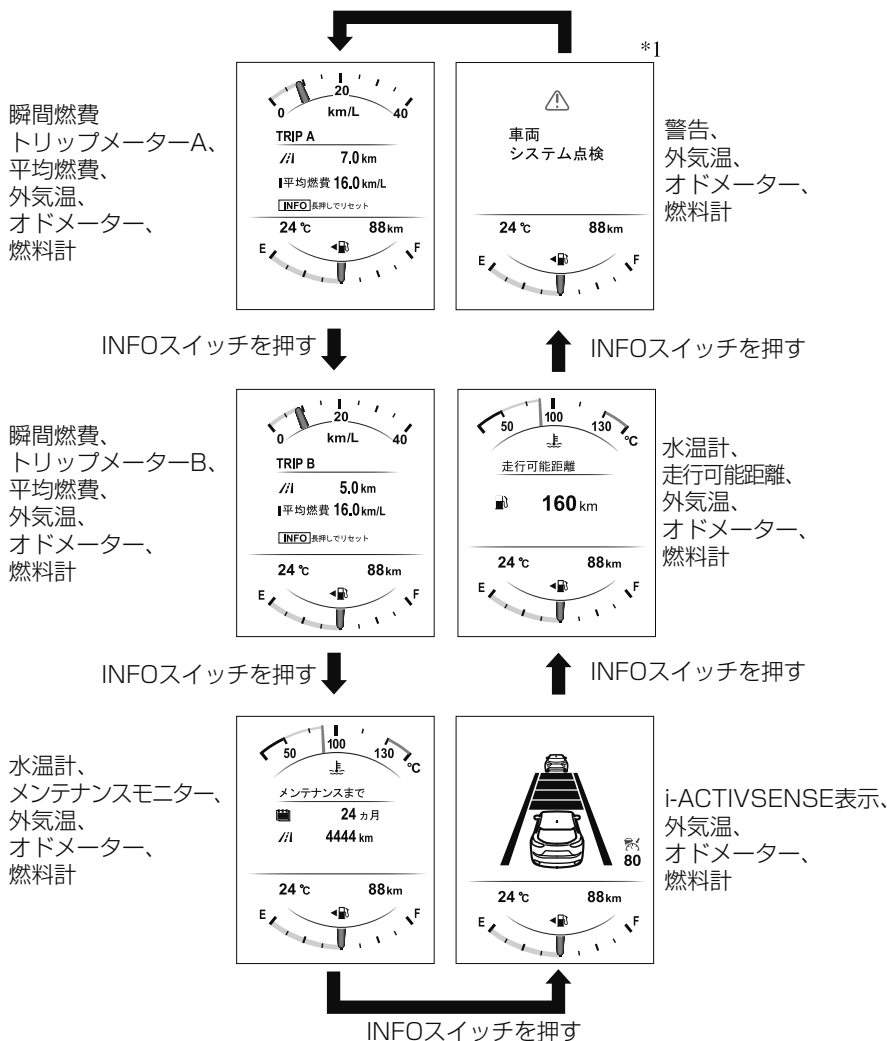 *1
瞬間燃費
トリップメーターA、
平均燃費、
外気温、
オドメーター、
燃料計
0 20 40
km/L
TRIP A
7.0 km
平均燃費 16.0 km/L
INFO 長押しでリセット
24 ℃ 88 km
E F
車両
システム点検
24 ℃ 88 km
E F
警告、
外気温、
オドメーター、
燃料計
INFOスイッチを押す
INFOスイッチを押す
瞬間燃費、
トリップメーターB、
平均燃費、
外気温、
オドメーター、
燃料計
0 20 40
km/L
TRIP B
5.0 km
平均燃費 16.0 km/L
INFO 長押しでリセット
24 ℃ 88 km
E F
50 100 130 ℃
走行可能距離
160 km
24 ℃ 88 km
E F
水温計、
走行可能距離、
外気温、
オドメーター、
燃料計
INFOスイッチを押す
INFOスイッチを押す
水温計、
メンテナンスモニター、
外気温、
オドメーター、
燃料計
50 100 130 ℃
メンテナンスまで
24 ヵ月
4444 km
24 ℃ 88 km
E F
80
24 ℃ 88 km
E F
i-ACTIVSENSE表示、
外気温、
オドメーター、
燃料計
INFOスイッチを押す